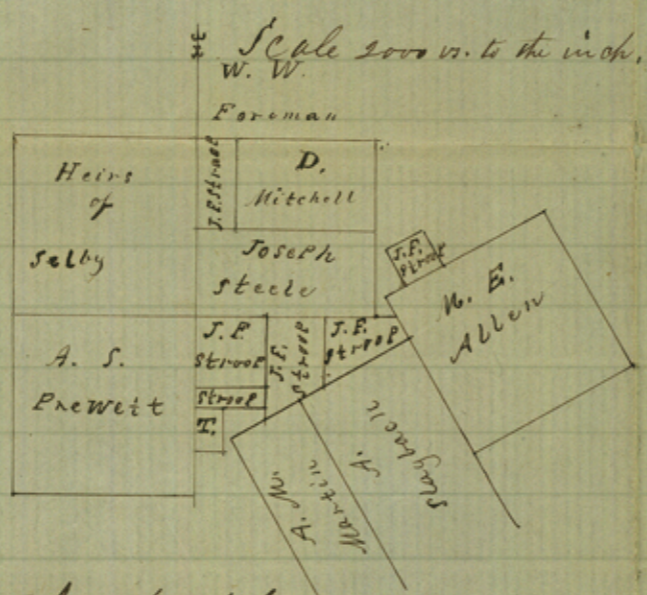 Scale 2000 vs. to the inch.
W. W.
Foreman
Heirs
of
Selby
J.F. Stroop
D.
Mitchell
Joseph
Steele
J.F.
Stroop
M. E.
Allen
A. S.
Prewett
J. F.
Stroop
J.F.
Stroop
J.F.
Stroop
Stroop
T.
A. M.
Martin
A.
Slayback